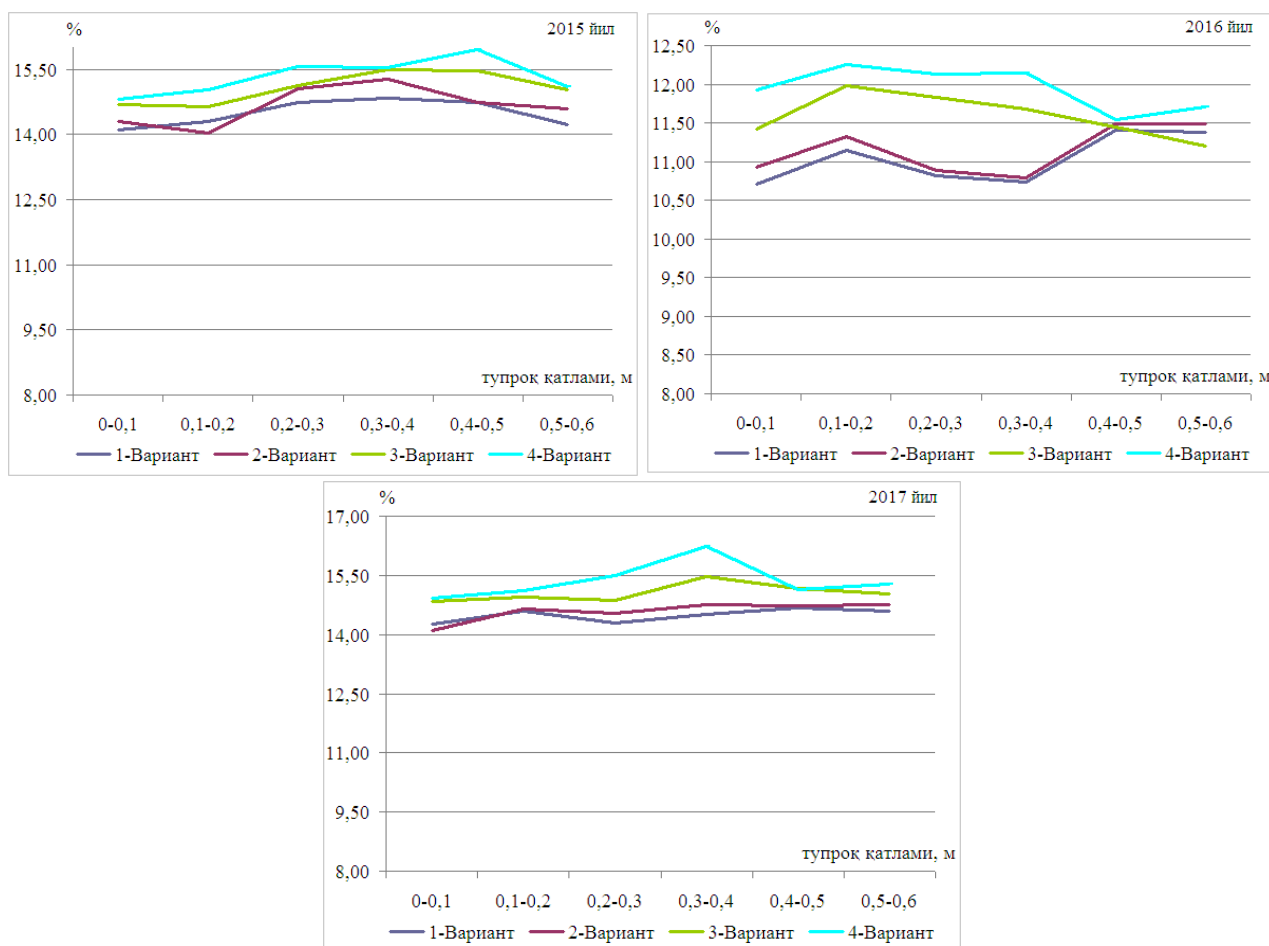 % 2015 йил
15,50
14,00
12,50
11,00
9,50
8,00
тупроқ қатлами, м
0-0,1 0,1-0,2 0,2-0,3 0,3-0,4 0,4-0,5 0,5-0,6
1-Вариант 2-Вариант 3-Вариант 4-Вариант
% 2016 йил
12,50
12,00
11,50
11,00
10,50
10,00
9,50
9,00
8,50
8,00
тупроқ қатлами, м
0-0,1 0,1-0,2 0,2-0,3 0,3-0,4 0,4-0,5 0,5-0,6
1-Вариант 2-Вариант 3-Вариант 4-Вариант
% 2017 йил
17,00
15,50
14,00
12,50
11,00
9,50
8,00
тупроқ қатлами, м
0-0,1 0,1-0,2 0,2-0,3 0,3-0,4 0,4-0,5 0,5-0,6
1-Вариант 2-Вариант 3-Вариант 4-Вариант